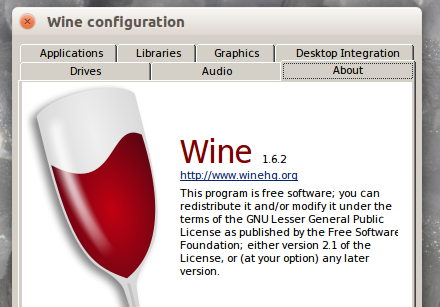 Wine configuration
Applications Libraries Graphics Desktop Integration
Drives Audio About
Wine 1.6.2
http://www.winehq.org
This program is free software; you can
redistribute it and/or modify it under the
terms of the GNU Lesser General Public
License as published by the Free Software
Foundation; either version 2.1 of the
License, or (at your option) any later
version.